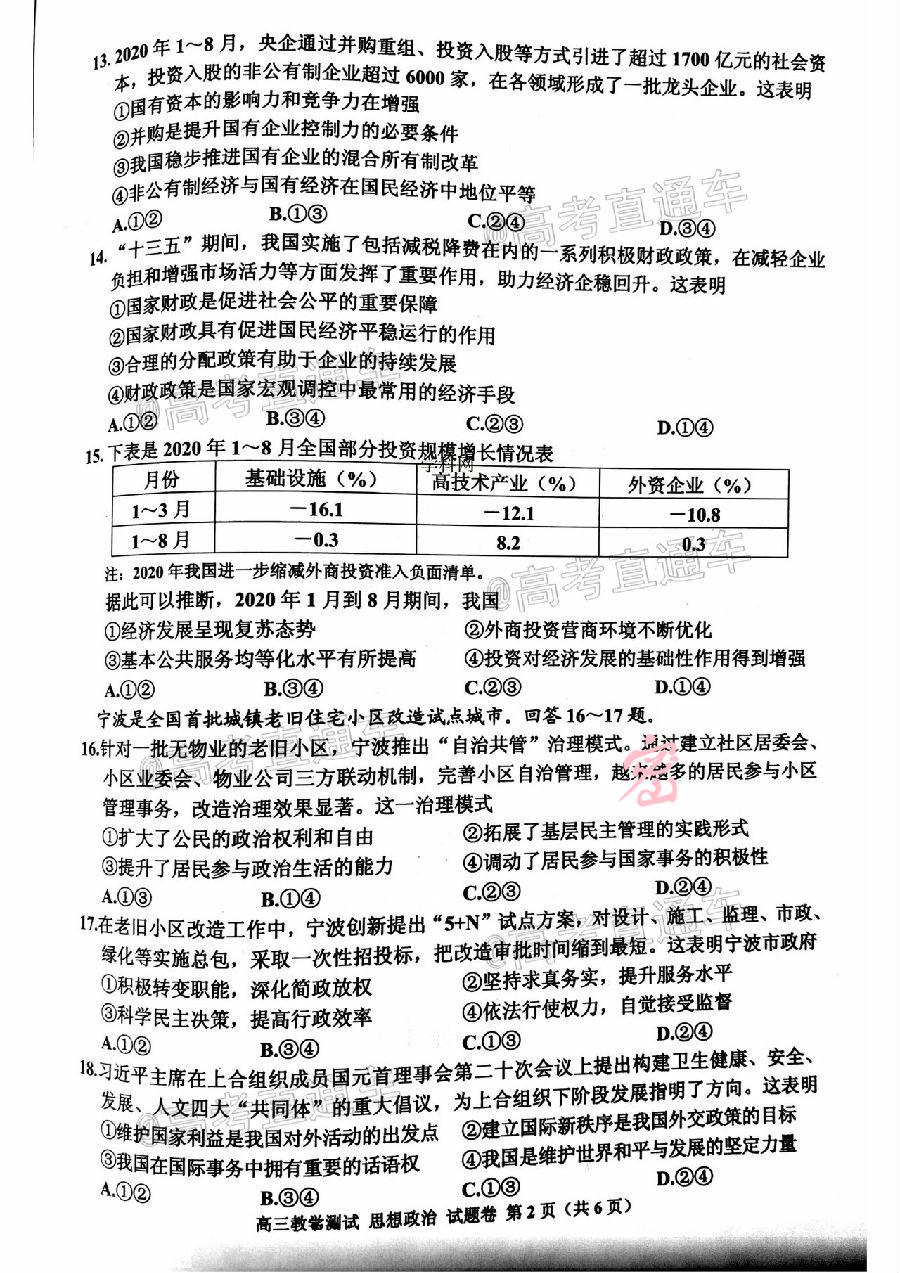 13. 2020 年 1～8 月，央企通过并购重组、投资入股等方式引进了超过 1700 亿元的社会资
本，投资入股的非公有制企业超过 6000 家，在各领域形成了一批龙头企业。这表明
①国有资本的影响力和竞争力在增强
②并购是提升国有企业控制力的必要条件
③我国稳步推进国有企业的混合所有制改革
④非公有制经济与国有经济在国民经济中地位平等
A.①② B.①③ C.②④ D.③④
@高考直通车
14. “十三五”期间，我国实施了包括减税降费在内的一系列积极财政政策，在减轻企业
负担和增强市场活力等方面发挥了重要作用，助力经济企稳回升。这表明
①国家财政是促进社会公平的重要保障
②国家财政具有促进国民经济平稳运行的作用
③合理的分配政策有助于企业的持续发展
④财政政策是国家宏观调控中最常用的经济手段
@高考直通车
A.①② B.③④ C.②③ D.①④
15. 下表是 2020 年 1～8 月全国部分投资规模增长情况表
学科网
月份 基础设施（%） 高技术产业（%） 外资企业（%）
1～3 月 －16.1 －12.1 －10.8
1～8 月 －0.3 8.2 0.3
注：2020 年我国进一步缩减外商投资准入负面清单。
@高考直通车
据此可以推断，2020 年 1 月到 8 月期间，我国
①经济发展呈现复苏态势 ②外商投资营商环境不断优化
③基本公共服务均等化水平有所提高 ④投资对经济发展的基础性作用得到增强
A.①② B.③④ C.②③ D.①④
宁波是全国首批城镇老旧住宅小区改造试点城市。回答 16～17 题。
@高考直通车
16.针对一批无物业的老旧小区，宁波推出“自治共管”治理模式。通过建立社区居委会、
小区业委会、物业公司三方联动机制，完善小区自治管理，越来越多的居民参与小区
密
管理事务，改造治理效果显著。这一治理模式
①扩大了公民的政治权利和自由 ②拓展了基层民主管理的实践形式
③提升了居民参与政治生活的能力 ④调动了居民参与国家事务的积极性
A.①③ B.①④ C.②③ D.②④
17.在老旧小区改造工作中，宁波创新提出“5+N”试点方案，对设计、施工、监理、市政、
绿化等实施总包，采取一次性招投标，把改造审批时间缩到最短。这表明宁波市政府
@高考直通车
①积极转变职能，深化简政放权 ②坚持求真务实，提升服务水平
③科学民主决策，提高行政效率 ④依法行使权力，自觉接受监督
A.①② B.③④ C.①③ D.②④
18.习近平主席在上合组织成员国元首理事会第二十次会议上提出构建卫生健康、安全、
发展、人文四大“共同体”的重大倡议，为上合组织下阶段发展指明了方向。这表明
@高考直通车
①维护国家利益是我国对外活动的出发点 ②建立国际新秩序是我国外交政策的目标
③我国在国际事务中拥有重要的话语权 ④我国是维护世界和平与发展的坚定力量
A.①② B.③④ C.①③ D.②④
高三教学测试 思想政治 试题卷 第 2 页（共 6 页）